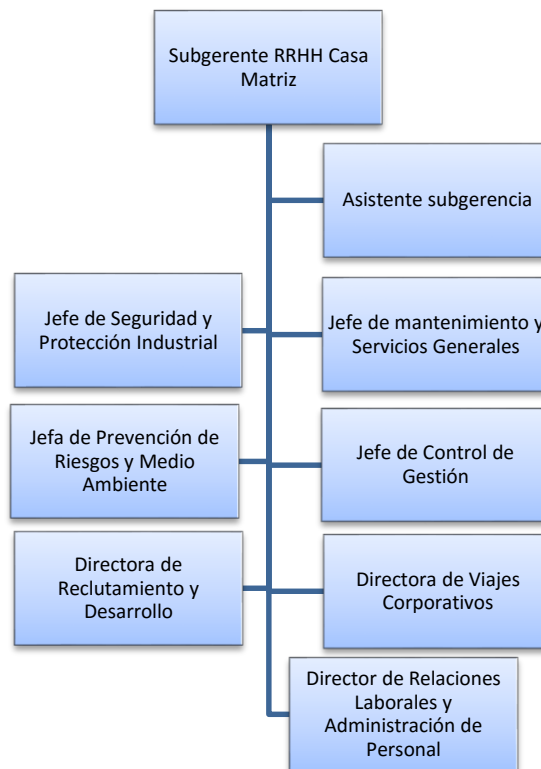 Subgerente RRHH Casa
Matriz
Asistente subgerencia
Jefe de Seguridad y
Protección Industrial
Jefe de mantenimiento y
Servicios Generales
Jefa de Prevención de
Riesgos y Medio
Ambiente
Jefe de Control de
Gestión
Directora de
Reclutamiento y
Desarrollo
Directora de Viajes
Corporativos
Director de Relaciones
Laborales y
Administración de
Personal